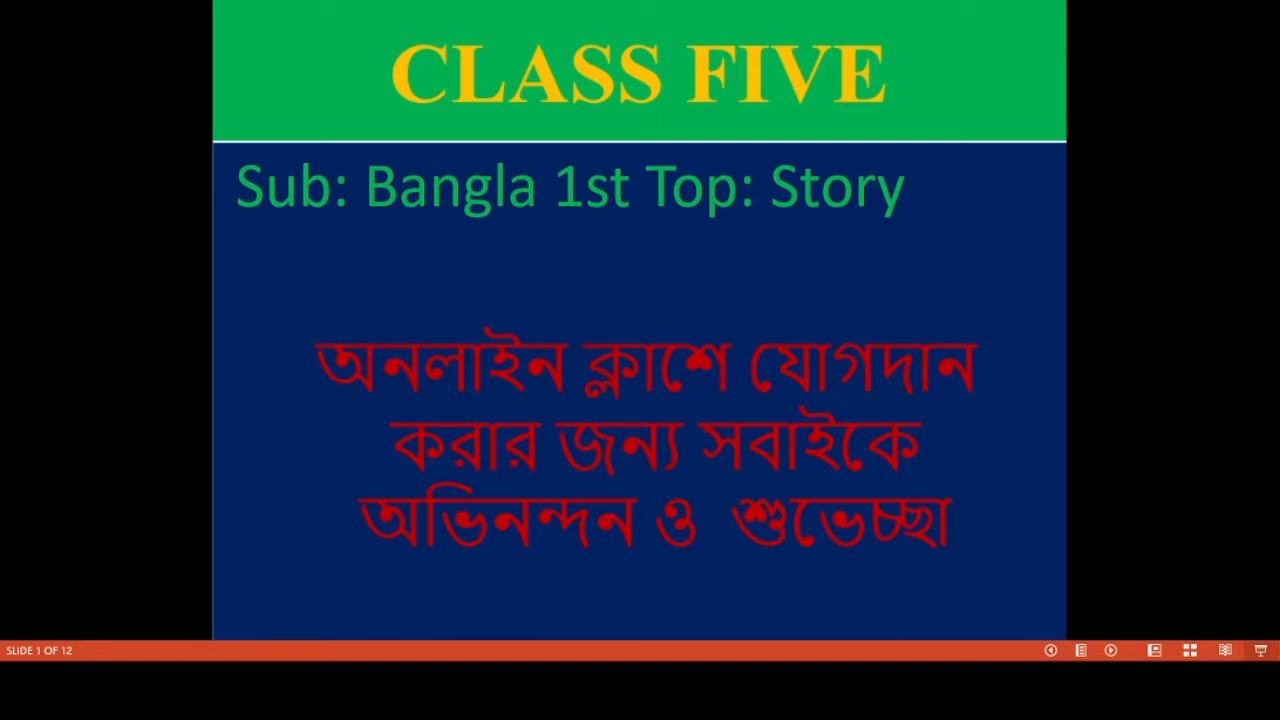 CLASS FIVE
Sub: Bangla 1st Top: Story
অনলাইন ক্লাশে যোগদান
করার জন্য সবাইকে
অভিনন্দন ও শুভেচ্ছা
SLIDE 1 OF 12